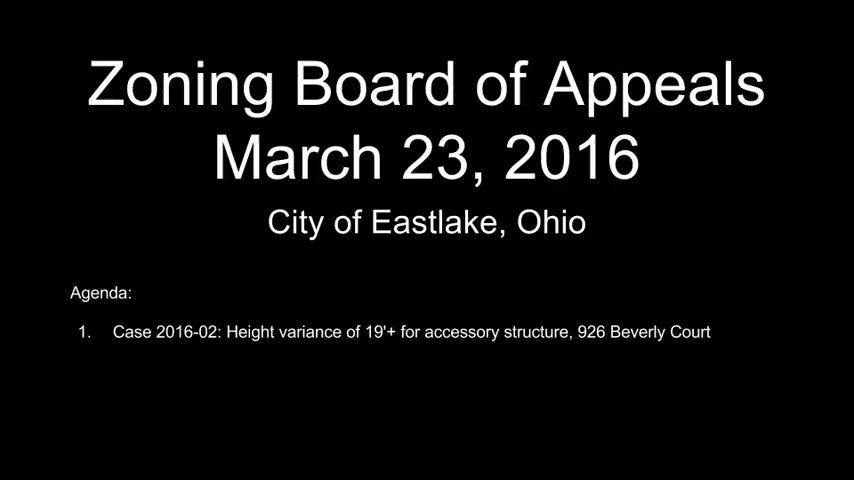 Zoning Board of Appeals
March 23, 2016
City of Eastlake, Ohio
Agenda:
1. Case 2016-02: Height variance of 19'+ for accessory structure, 926 Beverly Court